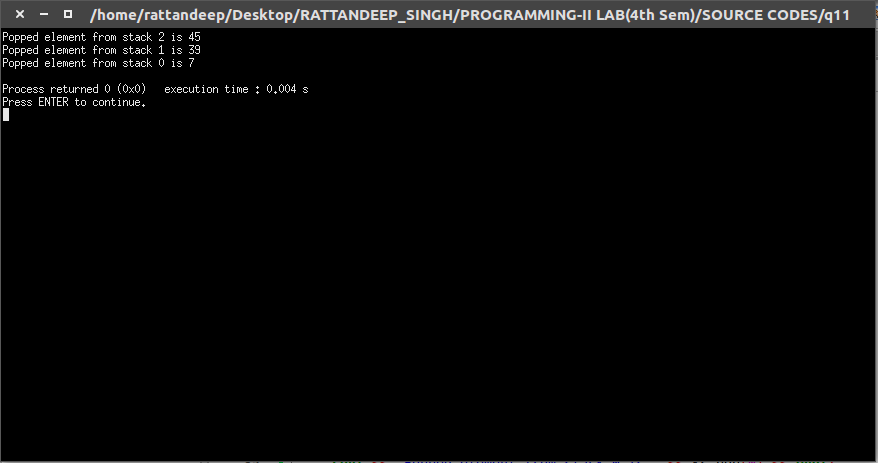 /home/rattandeep/Desktop/RATTANDEEP_SINGH/PROGRAMMING-II LAB(4th Sem)/SOURCE CODES/q11
Popped element from stack 2 is 45
Popped element from stack 1 is 39
Popped element from stack 0 is 7
Process returned 0 (0x0)   execution time : 0.004 s
Press ENTER to continue.